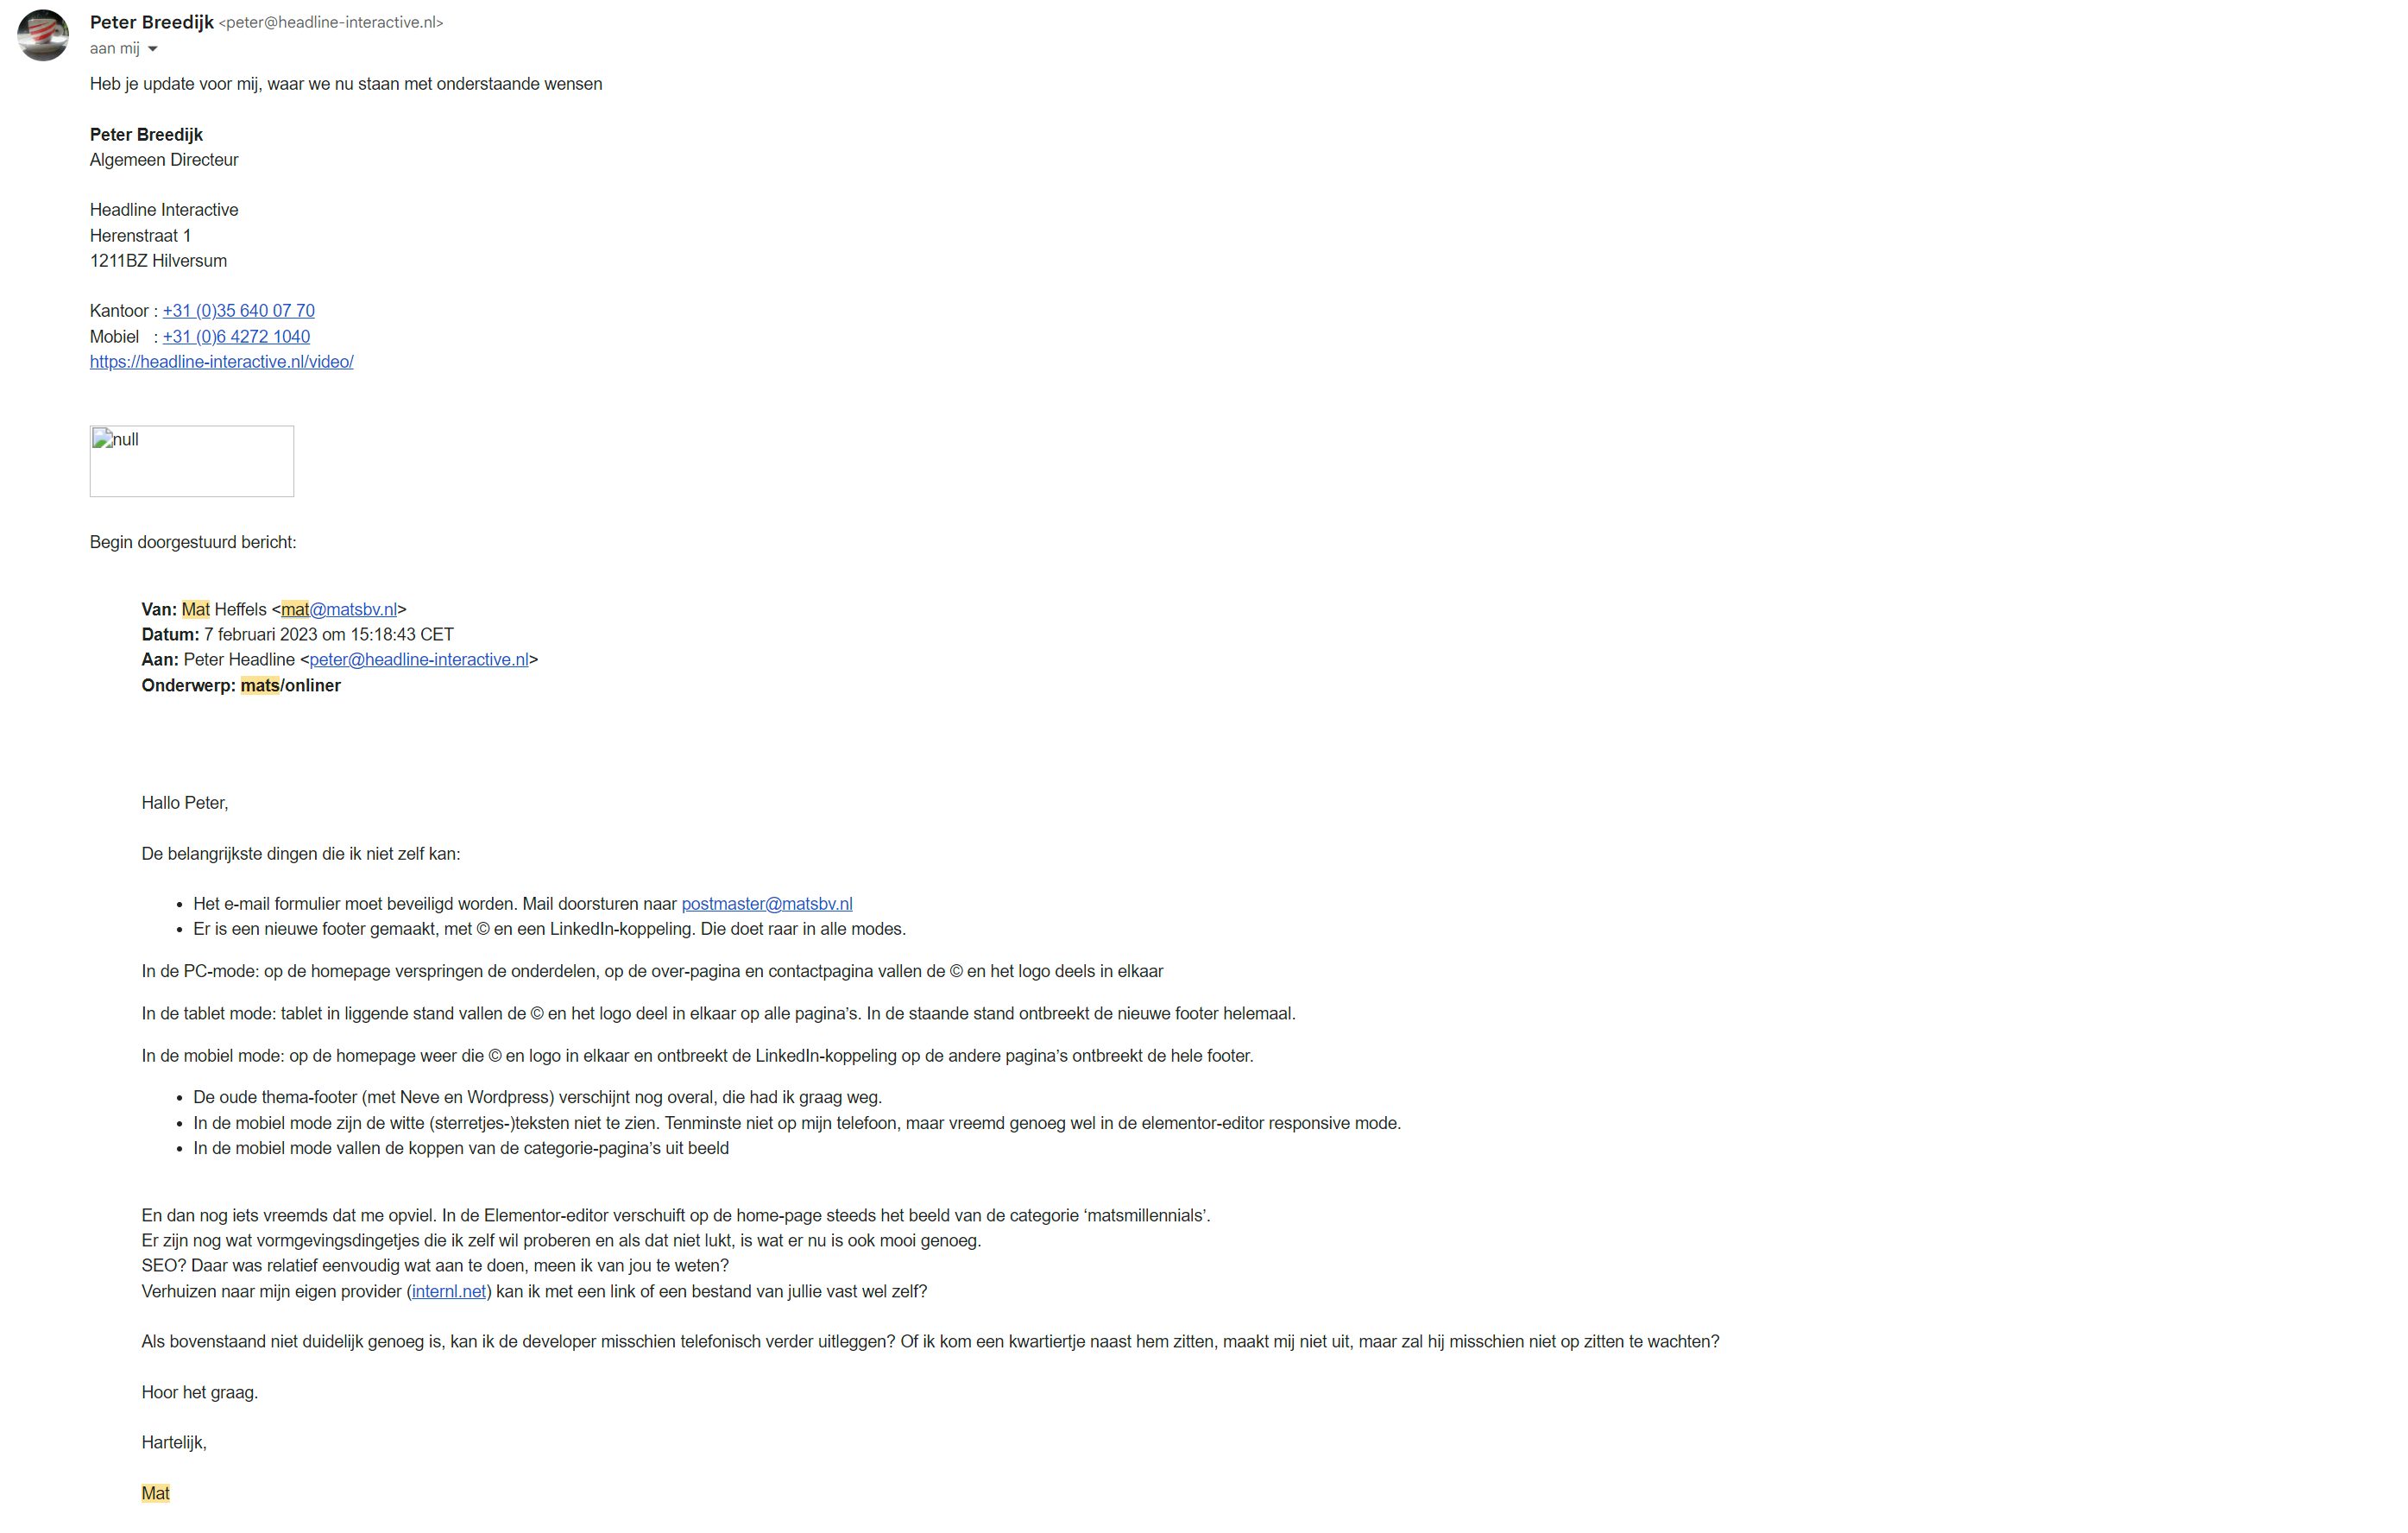 Peter Breedijk <peter@headline-interactive.nl>
aan mij
Heb je update voor mij, waar we nu staan met onderstaande wensen
Peter Breedijk
Algemeen Directeur
Headline Interactive
Herenstraat 1
1211BZ Hilversum
Kantoor : +31 (0)35 640 07 70
Mobiel : +31 (0)6 4272 1040
https://headline-interactive.nl/video/
null
Begin doorgestuurd bericht:
Van: Mat Heffels <mat@matsbv.nl>
Datum: 7 februari 2023 om 15:18:43 CET
Aan: Peter Headline <peter@headline-interactive.nl>
Onderwerp: mats/onliner
Hallo Peter,
De belangrijkste dingen die ik niet zelf kan:
• Het e-mail formulier moet beveiligd worden. Mail doorsturen naar postmaster@matsbv.nl
• Er is een nieuwe footer gemaakt, met © en een LinkedIn-koppeling. Die doet raar in alle modes.
In de PC-mode: op de homepage verspringen de onderdelen, op de over-pagina en contactpagina vallen de © en het logo deels in elkaar
In de tablet mode: tablet in liggende stand vallen de © en het logo deel in elkaar op alle pagina’s. In de staande stand ontbreekt de nieuwe footer helemaal.
In de mobiel mode: op de homepage weer die © en logo in elkaar en ontbreekt de LinkedIn-koppeling op de andere pagina’s ontbreekt de hele footer.
• De oude thema-footer (met Neve en Wordpress) verschijnt nog overal, die had ik graag weg.
• In de mobiel mode zijn de witte (sterretjes-)teksten niet te zien. Tenminste niet op mijn telefoon, maar vreemd genoeg wel in de elementor-editor responsive mode.
• In de mobiel mode vallen de koppen van de categorie-pagina’s uit beeld
En dan nog iets vreemds dat me opviel. In de Elementor-editor verschuift op de home-page steeds het beeld van de categorie ‘matsmillennials’.
Er zijn nog wat vormgevingsdingetjes die ik zelf wil proberen en als dat niet lukt, is wat er nu is ook mooi genoeg.
SEO? Daar was relatief eenvoudig wat aan te doen, meen ik van jou te weten?
Verhuizen naar mijn eigen provider (internl.net) kan ik met een link of een bestand van jullie vast wel zelf?
Als bovenstaand niet duidelijk genoeg is, kan ik de developer misschien telefonisch verder uitleggen? Of ik kom een kwartiertje naast hem zitten, maakt mij niet uit, maar zal hij misschien niet op zitten te wachten?
Hoor het graag.
Hartelijk,
Mat